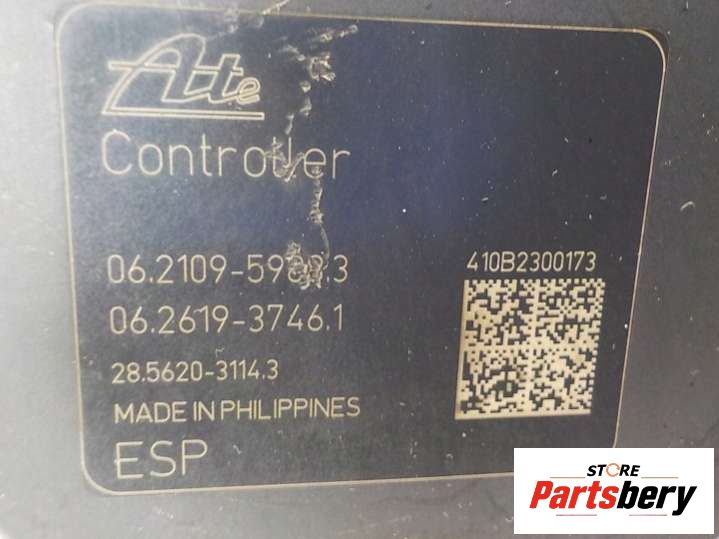 Ate
Controller
410B2300173
06.2619-3746.1
28.5620-3114.3
MADE IN PHILIPPINES
ESP
STORE
Partsbery